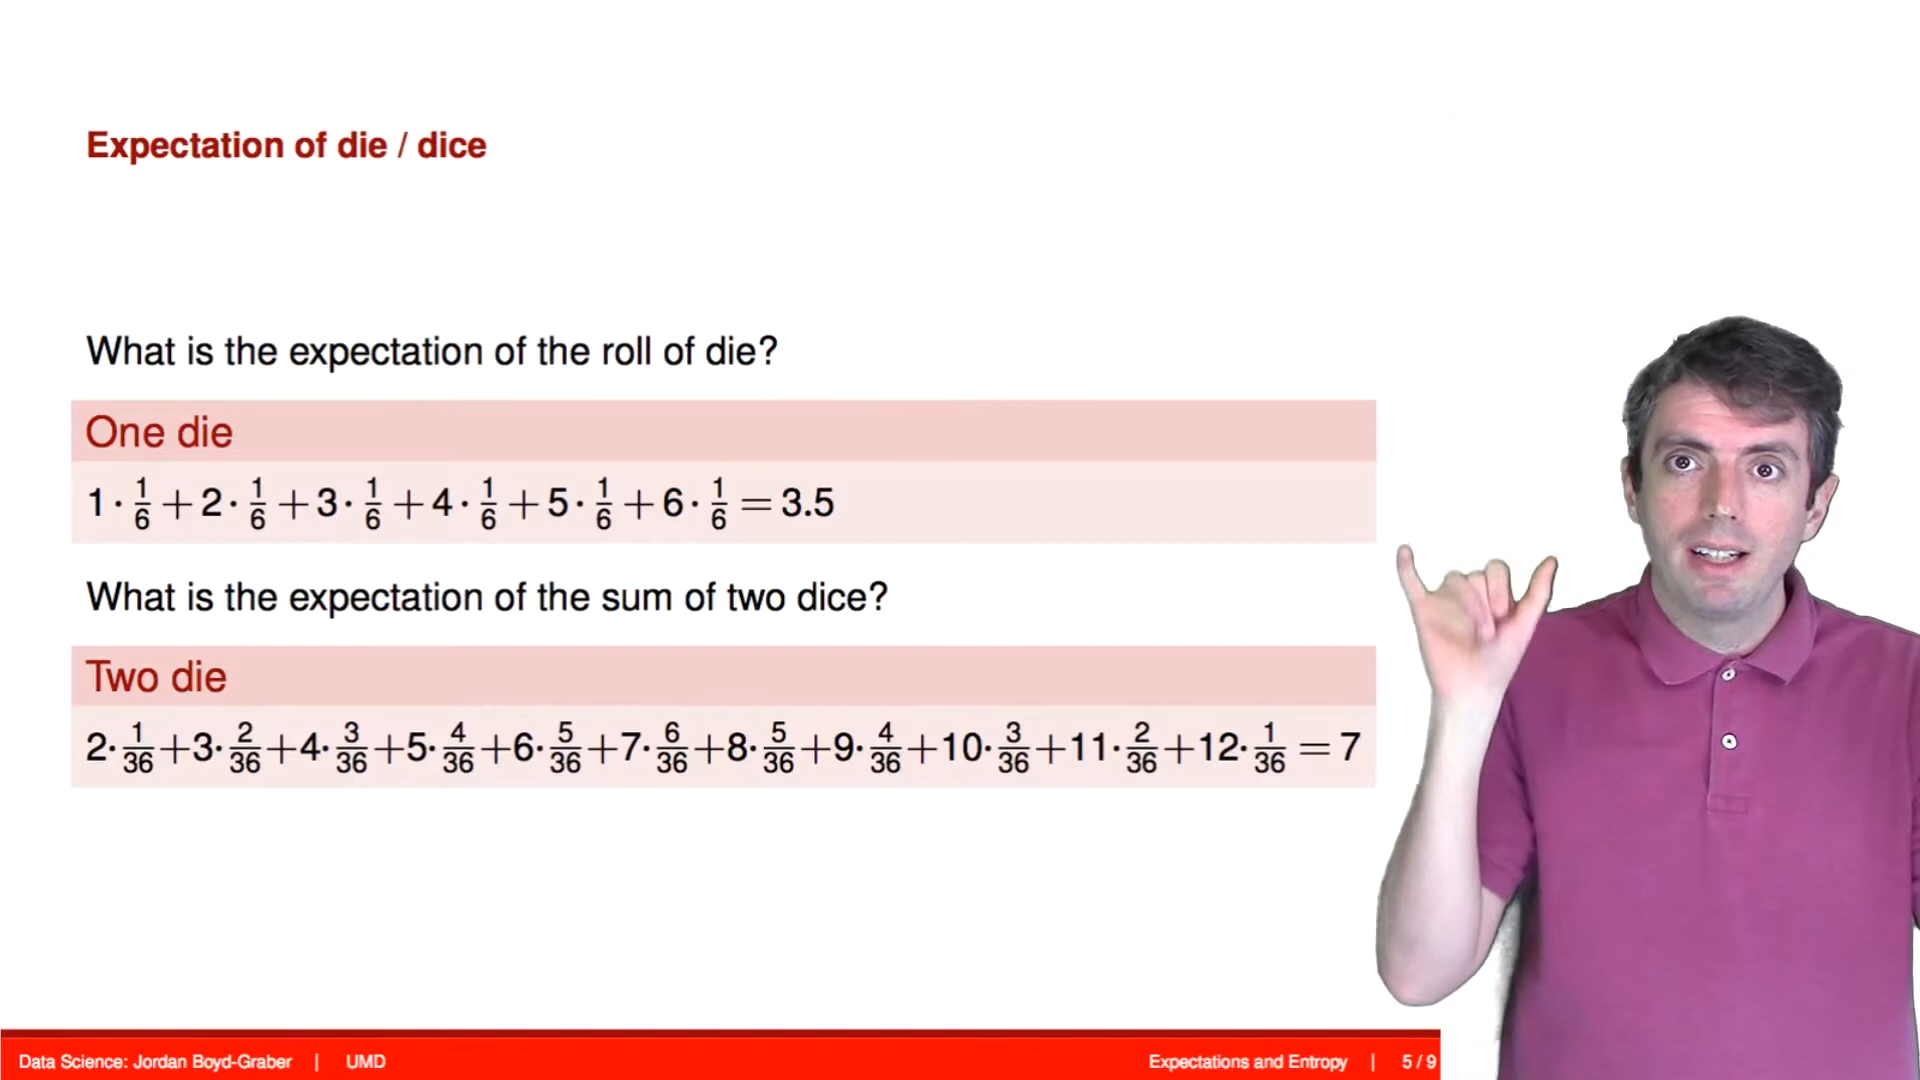 Expectation of die / dice
What is the expectation of the roll of die?
One die
1 · 1/6 + 2 · 1/6 + 3 · 1/6 + 4 · 1/6 + 5 · 1/6 + 6 · 1/6 = 3.5
What is the expectation of the sum of two dice?
Two die
2 · 1/36 + 3 · 2/36 + 4 · 3/36 + 5 · 4/36 + 6 · 5/36 + 7 · 6/36 + 8 · 5/36 + 9 · 4/36 + 10 · 3/36 + 11 · 2/36 + 12 · 1/36 = 7
Data Science: Jordan Boyd-Graber | UMD Expectations and Entropy | 5 / 9